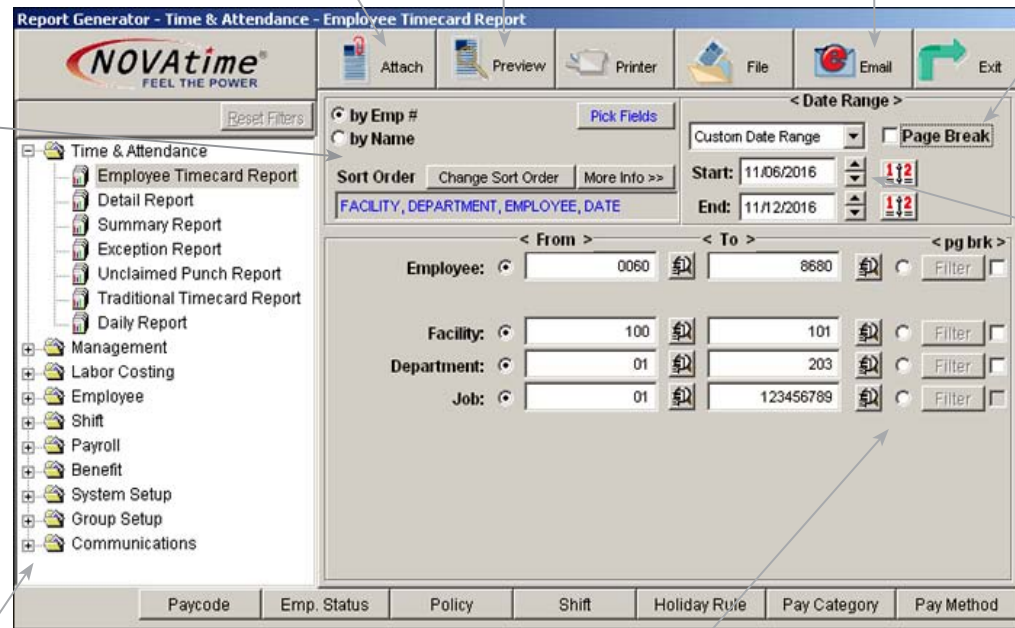 Report Generator - Time & Attendance - Employee Timecard Report
NOVAtime®
FEEL THE POWER
Attach
Preview
Printer
File
Email
Exit
Reset Filters
Time & Attendance
Employee Timecard Report
Detail Report
Summary Report
Exception Report
Unclaimed Punch Report
Traditional Timecard Report
Daily Report
Management
Labor Costing
Employee
Shift
Payroll
Benefit
System Setup
Group Setup
Communications
by Emp #
by Name
Pick Fields
Sort Order Change Sort Order More Info >>
FACILITY, DEPARTMENT, EMPLOYEE, DATE
< Date Range >
Custom Date Range Page Break
Start: 11/06/2016 1 2
End: 11/12/2016 1 2
< From > < To > < pg brk >
Employee: 0060 8680 Filter
Facility: 100 101 Filter
Department: 01 203 Filter
Job: 01 123456789 Filter
Paycode Emp. Status Policy Shift Holiday Rule Pay Category Pay Method